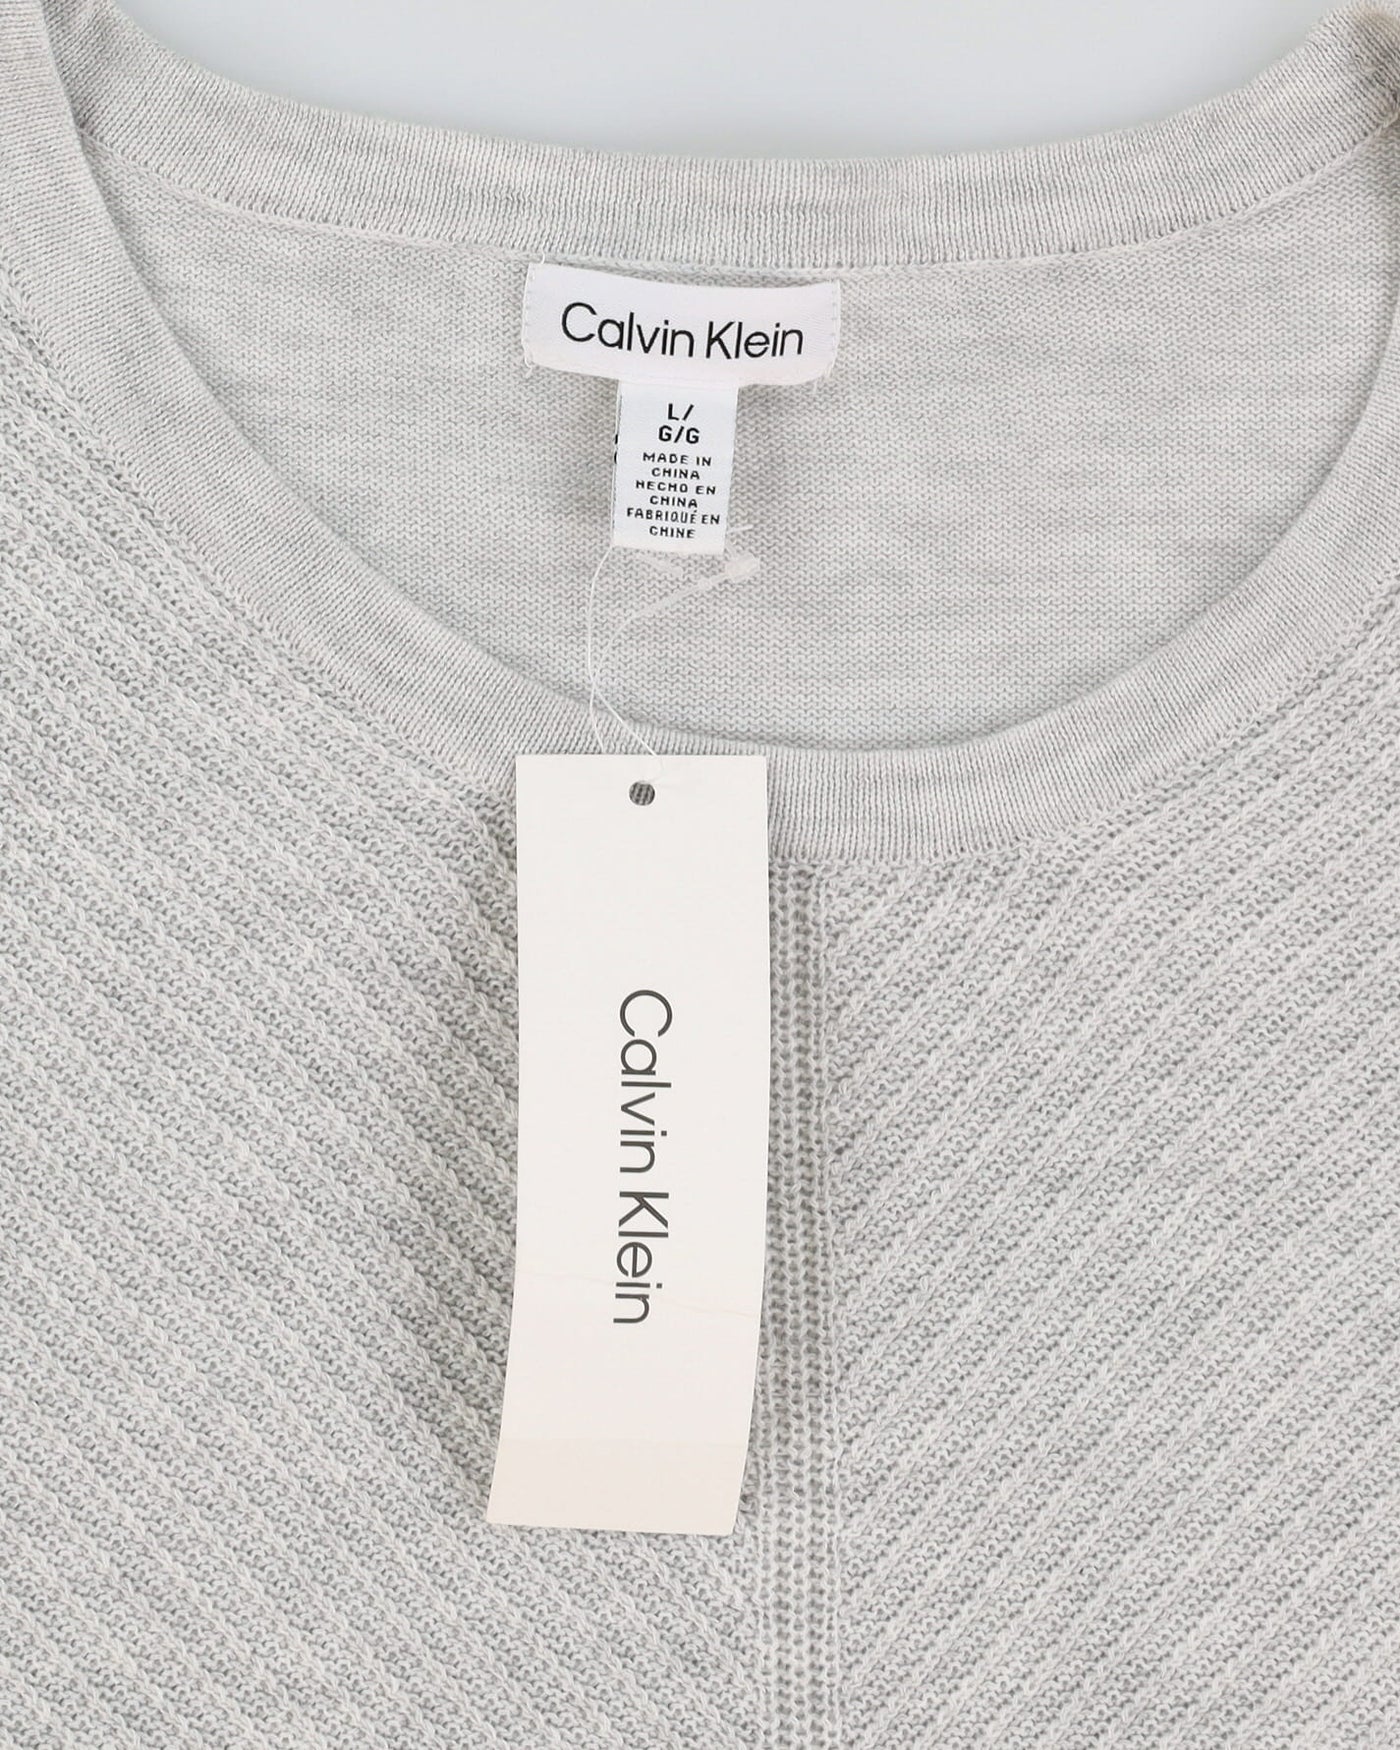 Calvin Klein
L/
G/G
MADE IN
CHINA
HECHO EN
CHINA
FABRIQUÉ EN
CHINE
Calvin Klein